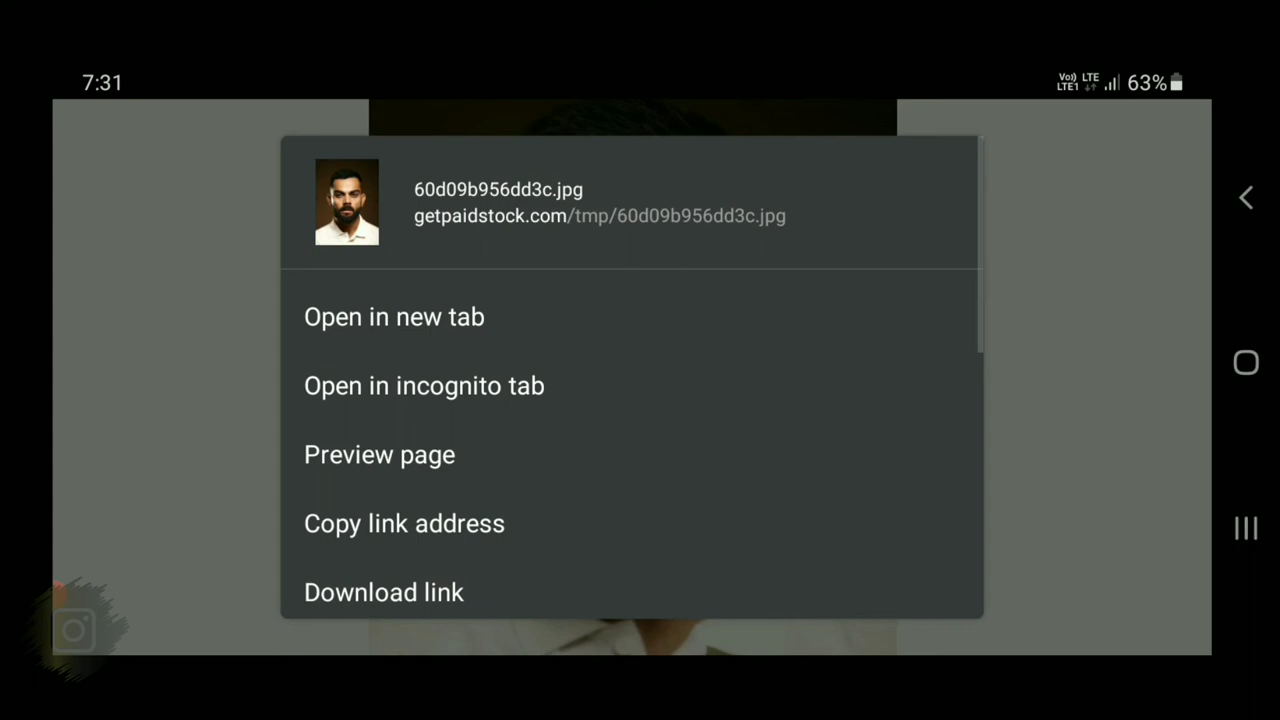 7:31
Vo)) LTE
LTE1
63%
60d09b956dd3c.jpg
getpaidstock.com/tmp/60d09b956dd3c.jpg
Open in new tab
Open in incognito tab
Preview page
Copy link address
Download link